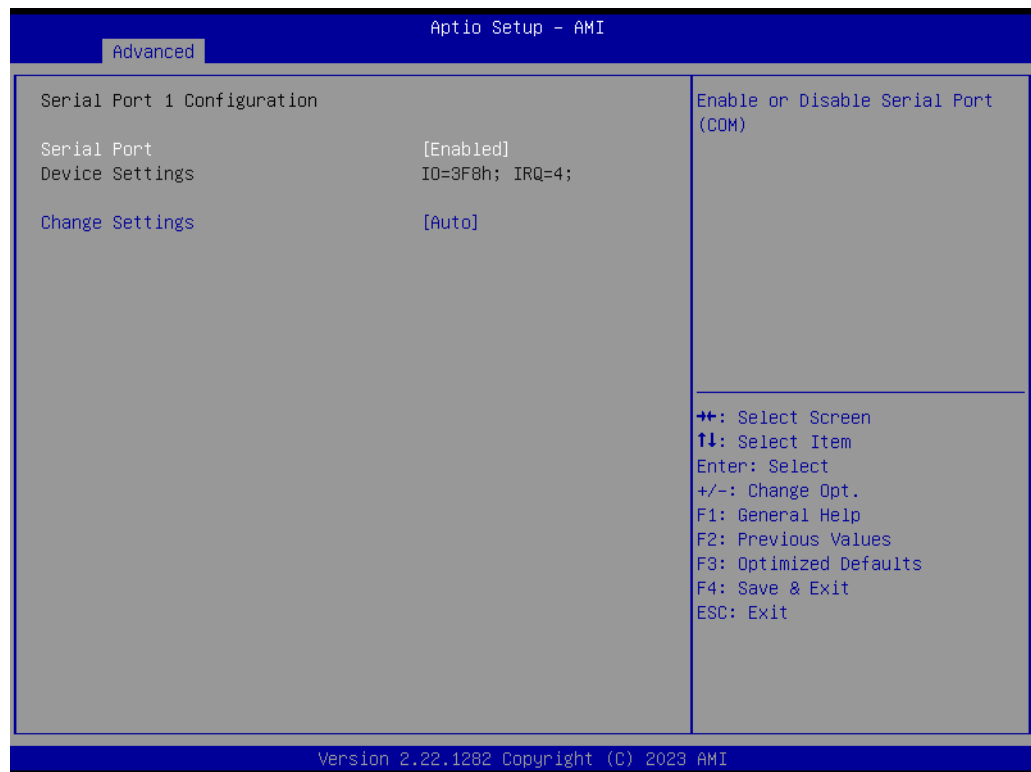 Aptio Setup – AMI
Advanced
Serial Port 1 Configuration
Serial Port [Enabled]
Device Settings IO=3F8h; IRQ=4;
Change Settings [Auto]
Enable or Disable Serial Port
(COM)
→←: Select Screen
↑↓: Select Item
Enter: Select
+/-: Change Opt.
F1: General Help
F2: Previous Values
F3: Optimized Defaults
F4: Save & Exit
ESC: Exit
Version 2.22.1282 Copyright (C) 2023 AMI